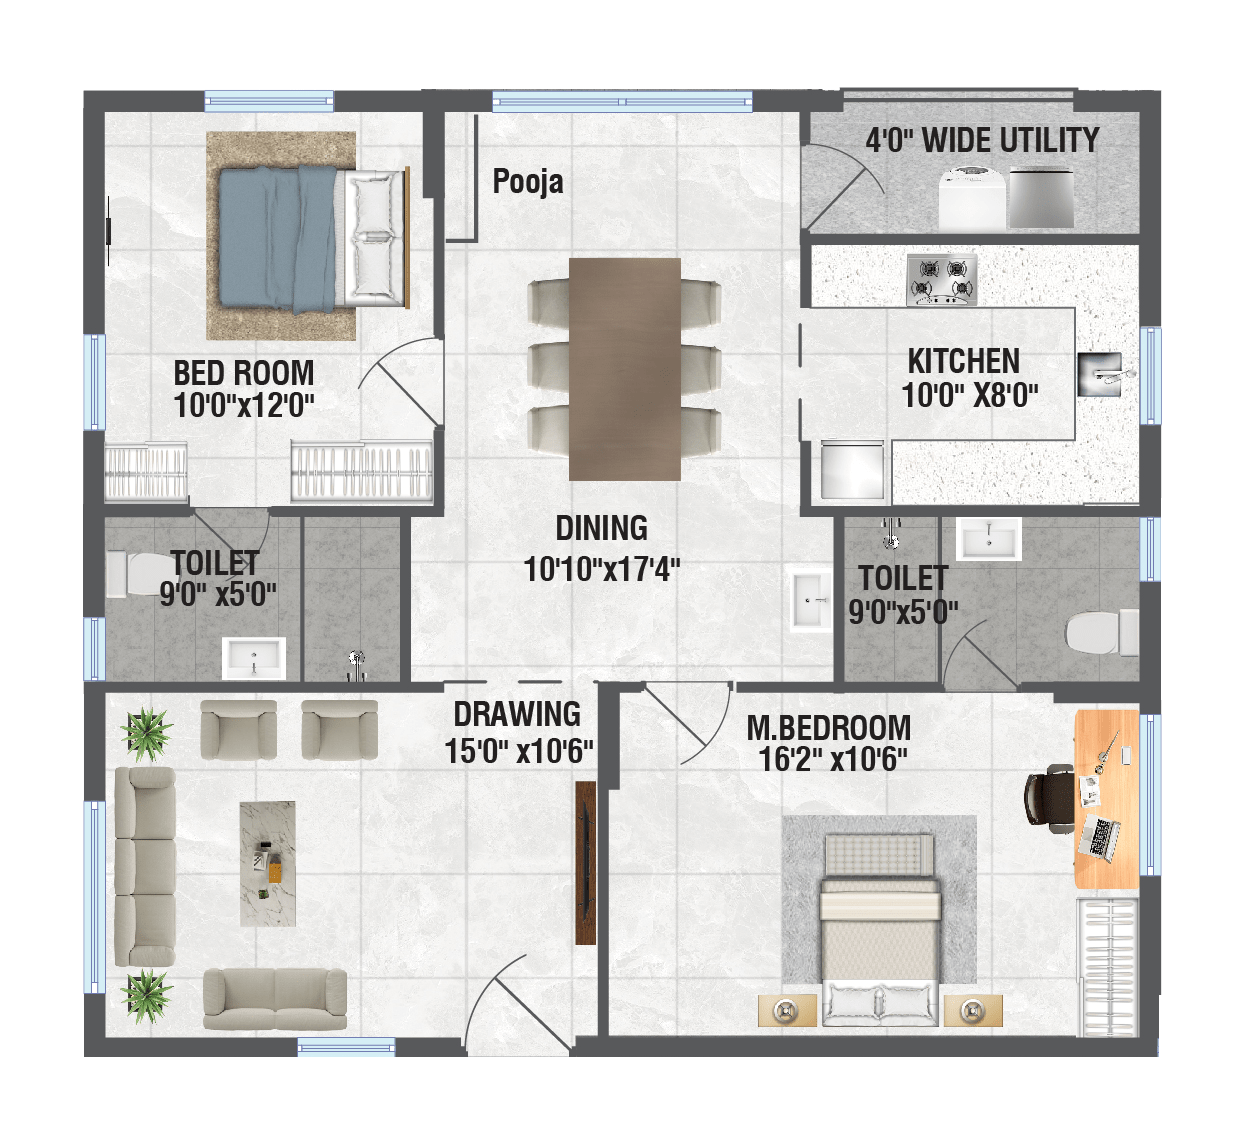 4'0" WIDE UTILITY
Pooja
BED ROOM
10'0"x12'0"
KITCHEN
10'0" X8'0"
DINING
10'10"x17'4"
TOILET
9'0" x5'0"
TOILET
9'0"x5'0"
DRAWING
15'0" x10'6"
M.BEDROOM
16'2" x10'6"